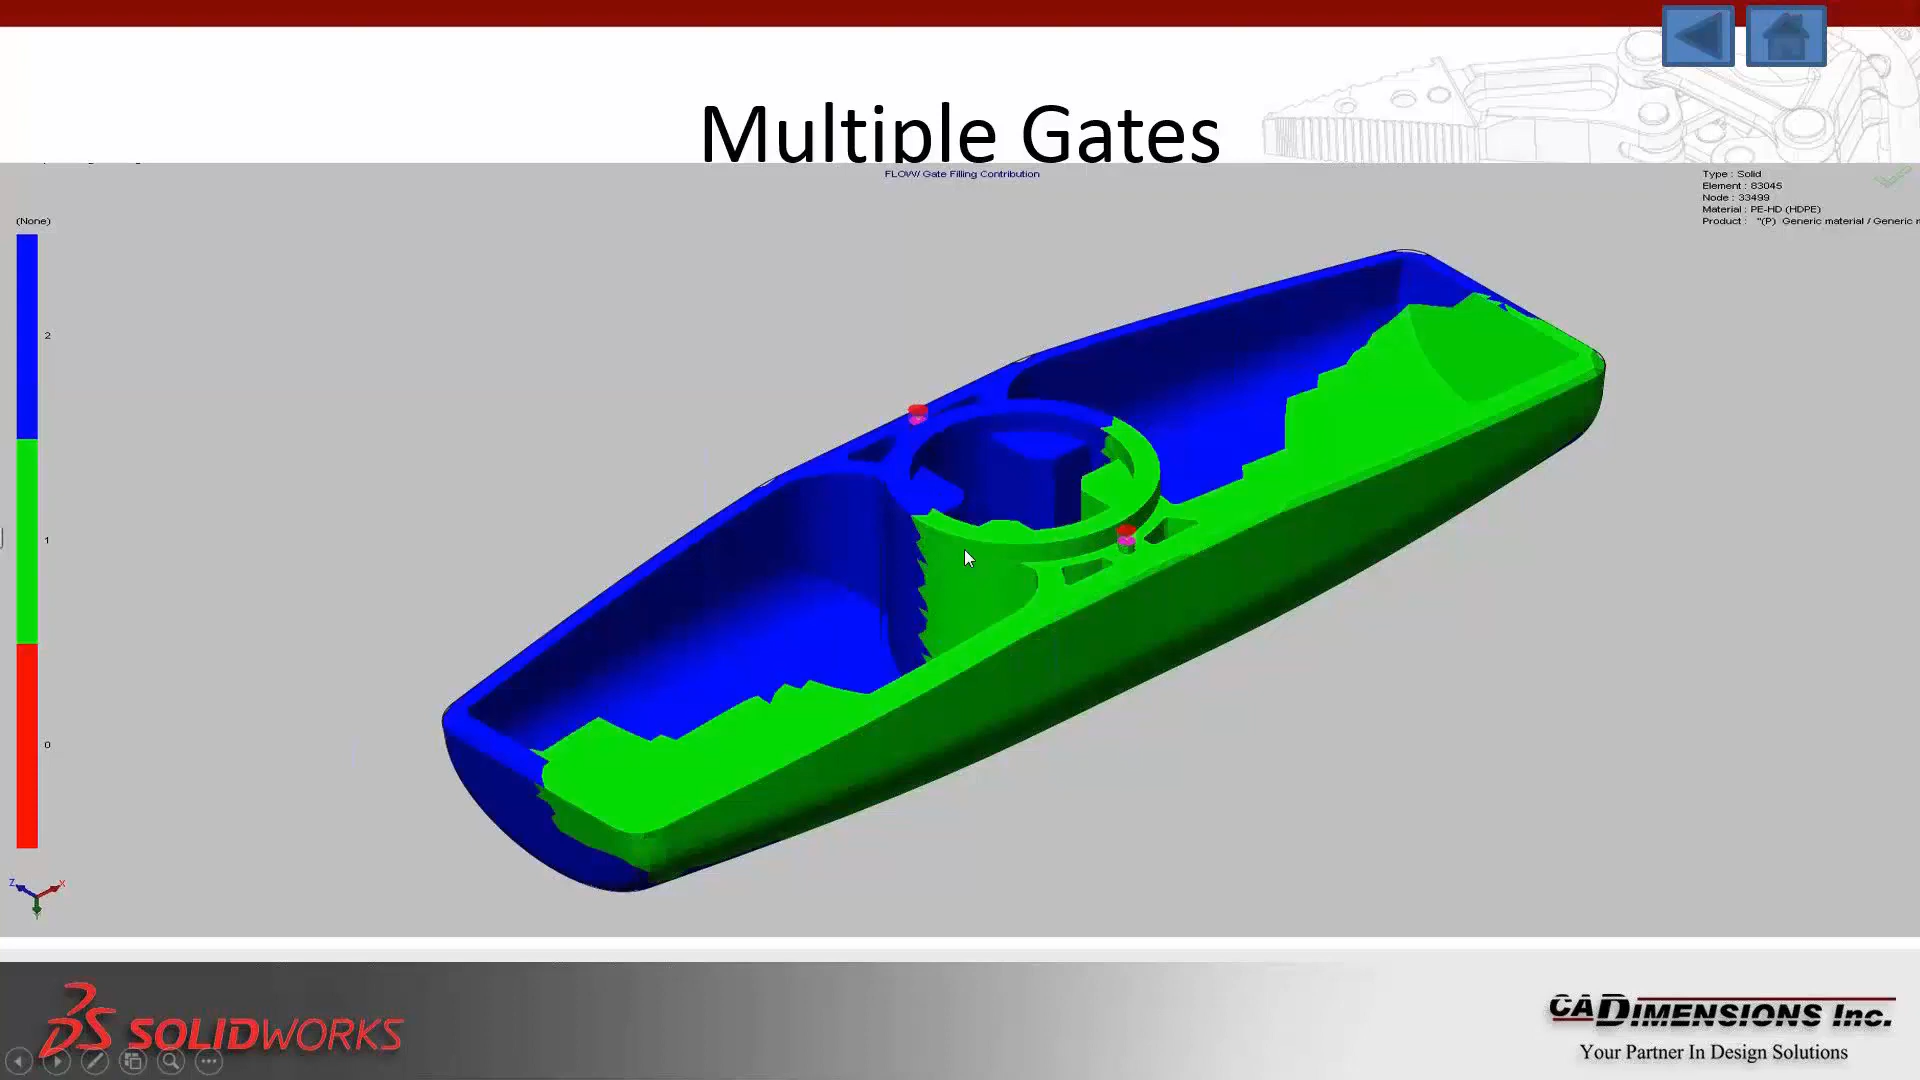 Multiple Gates
FLOW/ Gate Filling Contribution
Type : Solid
Element : 83045
Node : 33499
Material : PE-HD (HDPE)
Product : "(P) Generic material / Generic
(None)
2
1
0
Z
X
Y
SOLIDWORKS
CADIMENSIONS Inc.
Your Partner In Design Solutions